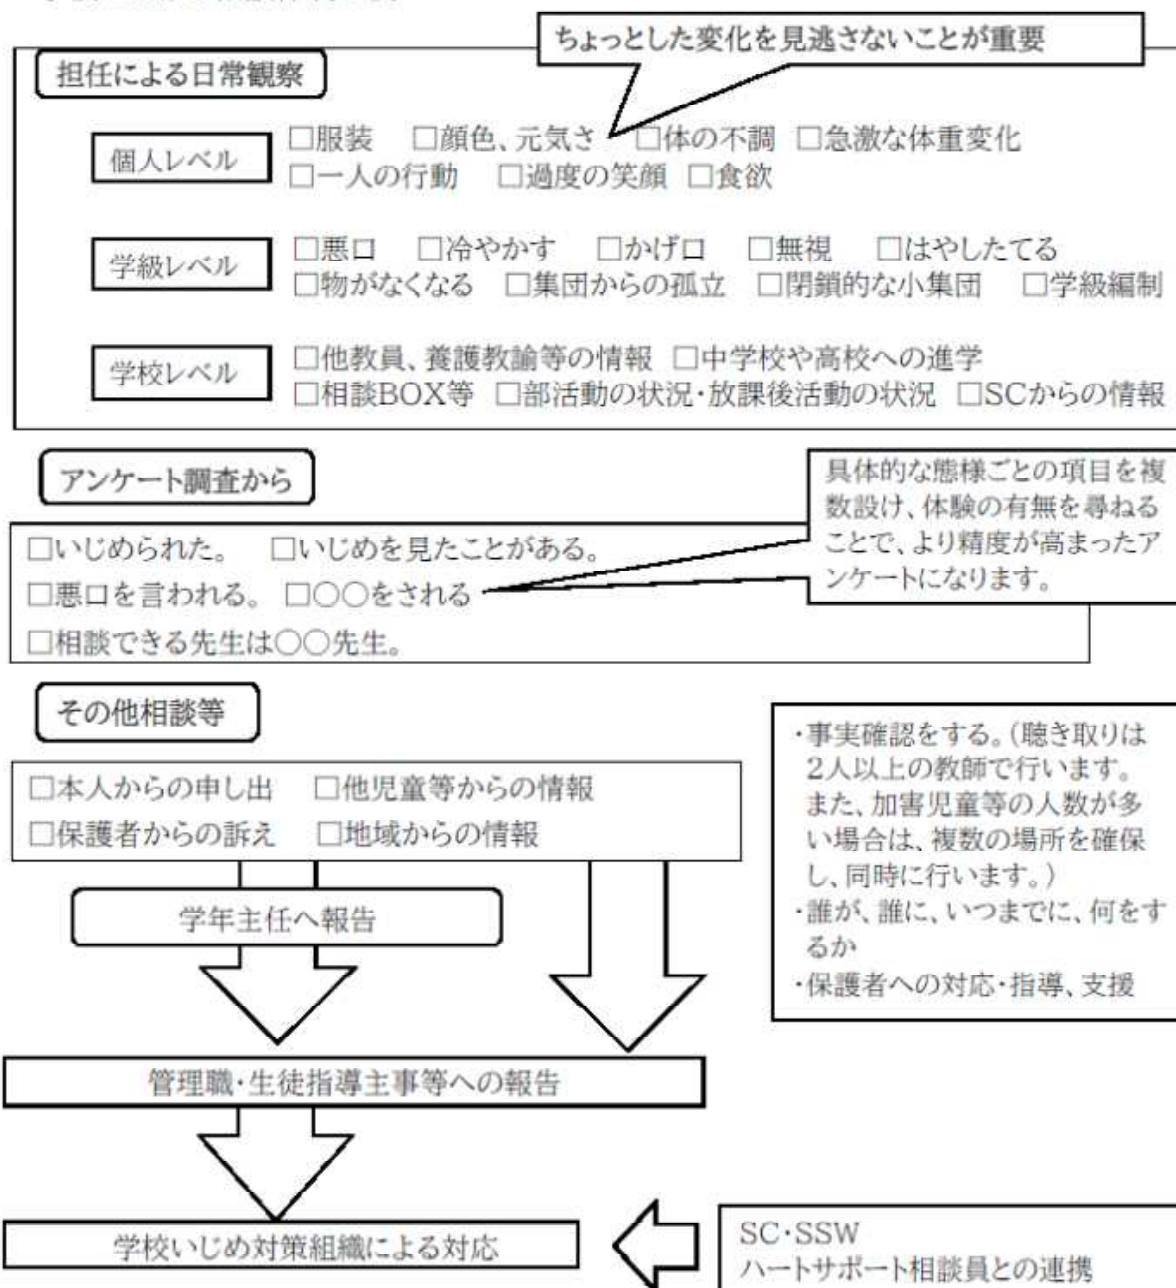 ちょっとした変化を見逃さないことが重要
担任による日常観察
個人レベル
□服装 □顔色、元気さ □体の不調 □急激な体重変化
□一人の行動 □過度の笑顔 □食欲
学級レベル
□悪口 □冷やかす □かげ口 □無視 □はやしたてる
□物がなくなる □集団からの孤立 □閉鎖的な小集団 □学級編制
学校レベル
□他教員、養護教諭等の情報 □中学校や高校への進学
□相談BOX等 □部活動の状況・放課後活動の状況 □SCからの情報
アンケート調査から
具体的な態様ごとの項目を複
数設け、体験の有無を尋ねる
ことで、より精度が高まったア
ンケートになります。
□いじめられた。 □いじめを見たことがある。
□悪口を言われる。 □○○をされる
□相談できる先生は○○先生。
その他相談等
□本人からの申し出 □他児童等からの情報
□保護者からの訴え □地域からの情報
・事実確認をする。(聴き取りは
2人以上の教師で行います。
また、加害児童等の人数が多
い場合は、複数の場所を確保
し、同時に行います。)
・誰が、誰に、いつまでに、何をす
るか
・保護者への対応・指導、支援
学年主任へ報告
管理職・生徒指導主事等への報告
学校いじめ対策組織による対応
SC・SSW
ハートサポート相談員との連携